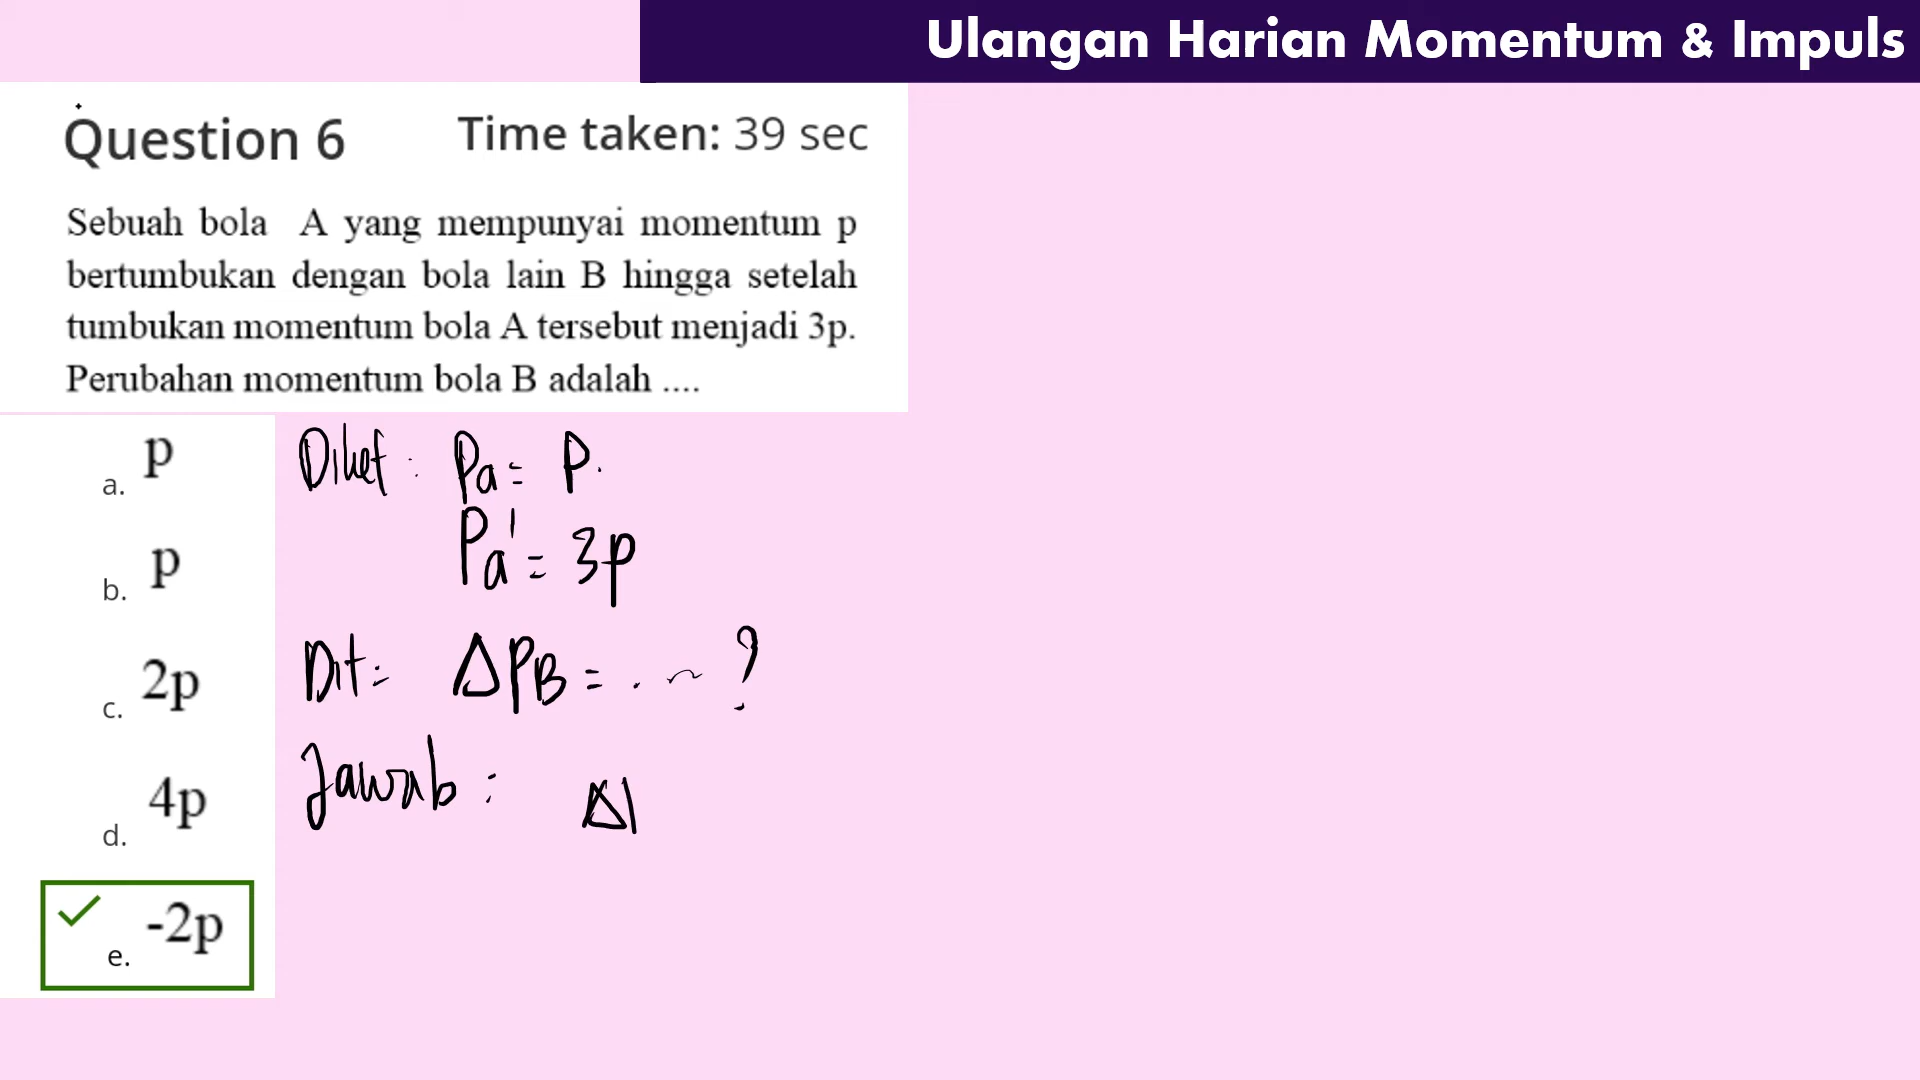 Ulangan Harian Momentum & Impuls
Question 6 Time taken: 39 sec
Sebuah bola A yang mempunyai momentum p
bertumbukan dengan bola lain B hingga setelah
tumbukan momentum bola A tersebut menjadi 3p.
Perubahan momentum bola B adalah ....
a. p
b. p
c. 2p
d. 4p
e. -2p
Diket : Pa = P.
Pa' = 3p
Dit = ΔPB = . ~ ?
Jawab : Δ